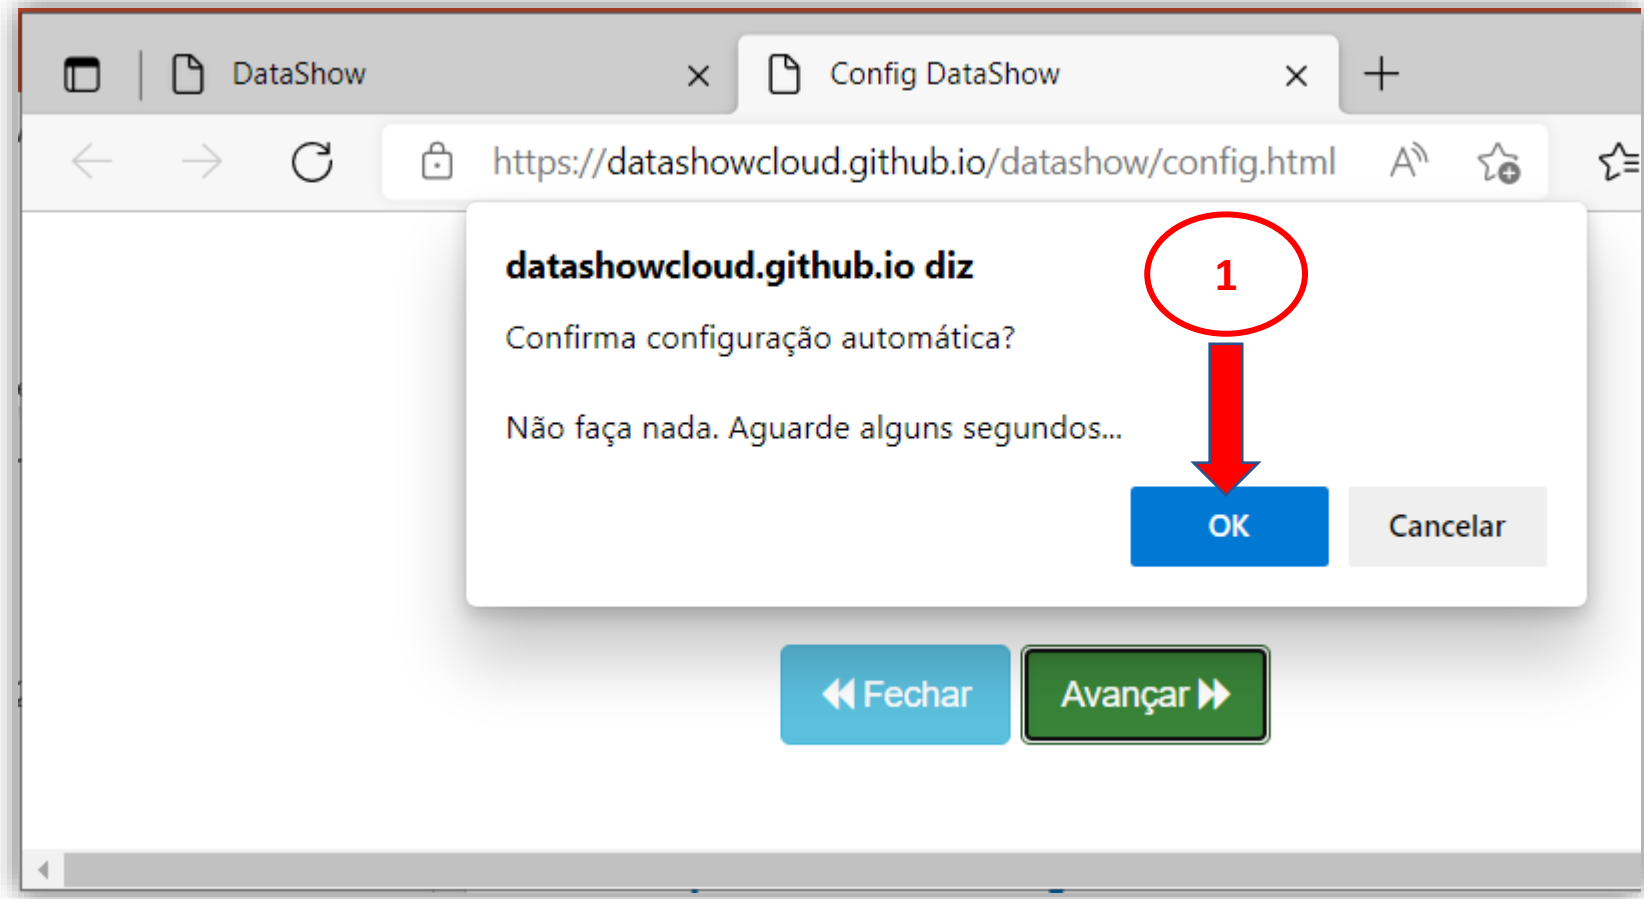 DataShow
Config DataShow
https://datashowcloud.github.io/datashow/config.html
datashowcloud.github.io diz
1
Confirma configuração automática?
Não faça nada. Aguarde alguns segundos...
OK
Cancelar
Fechar
Avançar